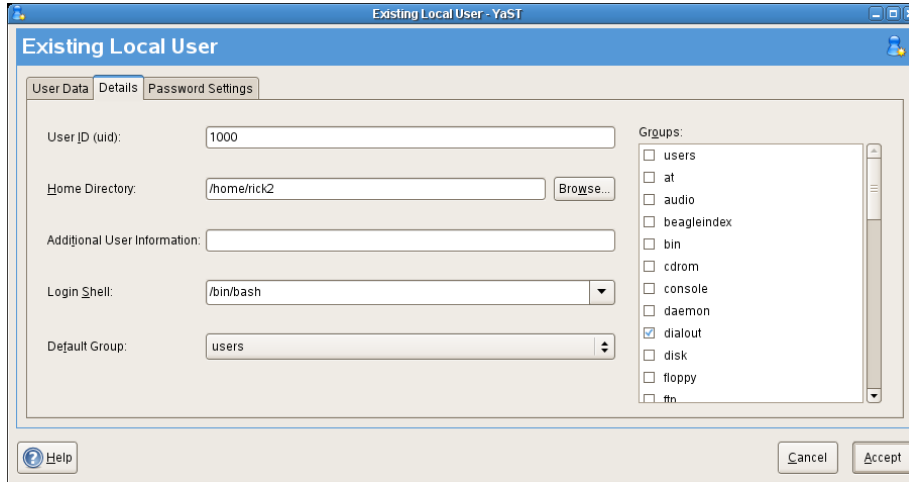 Existing Local User - YaST
Existing Local User
User Data Details Password Settings
User ID (uid): 1000
Home Directory: /home/rick2 Browse...
Additional User Information:
Login Shell: /bin/bash
Default Group: users
Groups:
users
at
audio
beagleindex
bin
cdrom
console
daemon
dialout
disk
floppy
ftp
Help Cancel Accept